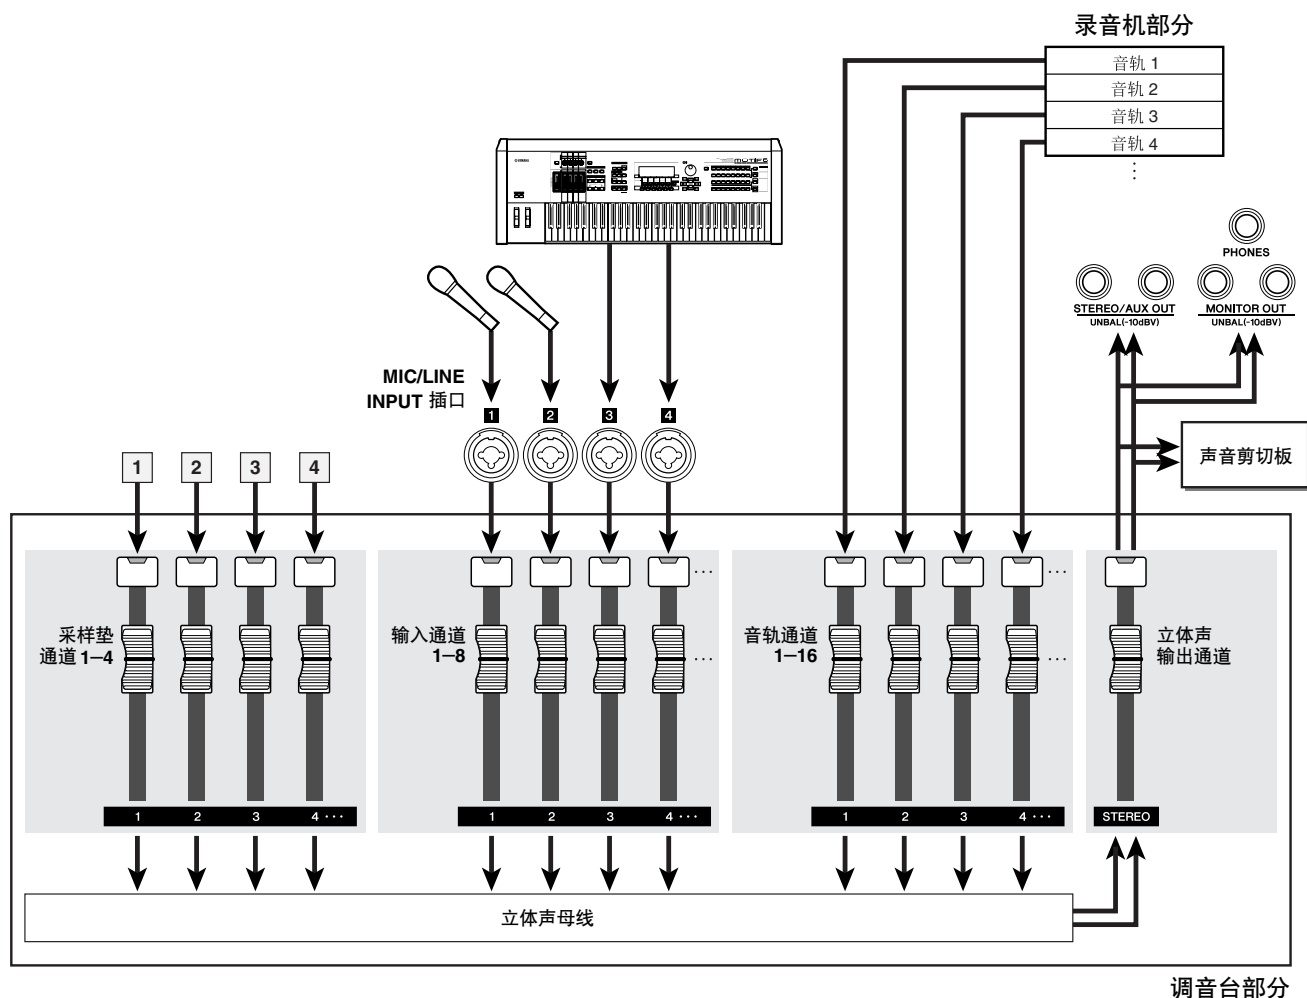 录音机部分
音轨 1
音轨 2
音轨 3
音轨 4
⋮
PHONES
STEREO/AUX OUT
UNBAL(-10dBV)
MONITOR OUT
UNBAL(-10dBV)
MIC/LINE
INPUT 插口
1 2 3 4
声音剪切板
1 2 3 4
采样垫
通道 1–4
输入通道
1–8
音轨通道
1–16
立体声
输出通道
1 2 3 4 ···
1 2 3 4 ···
1 2 3 4 ···
STEREO
立体声母线
调音台部分